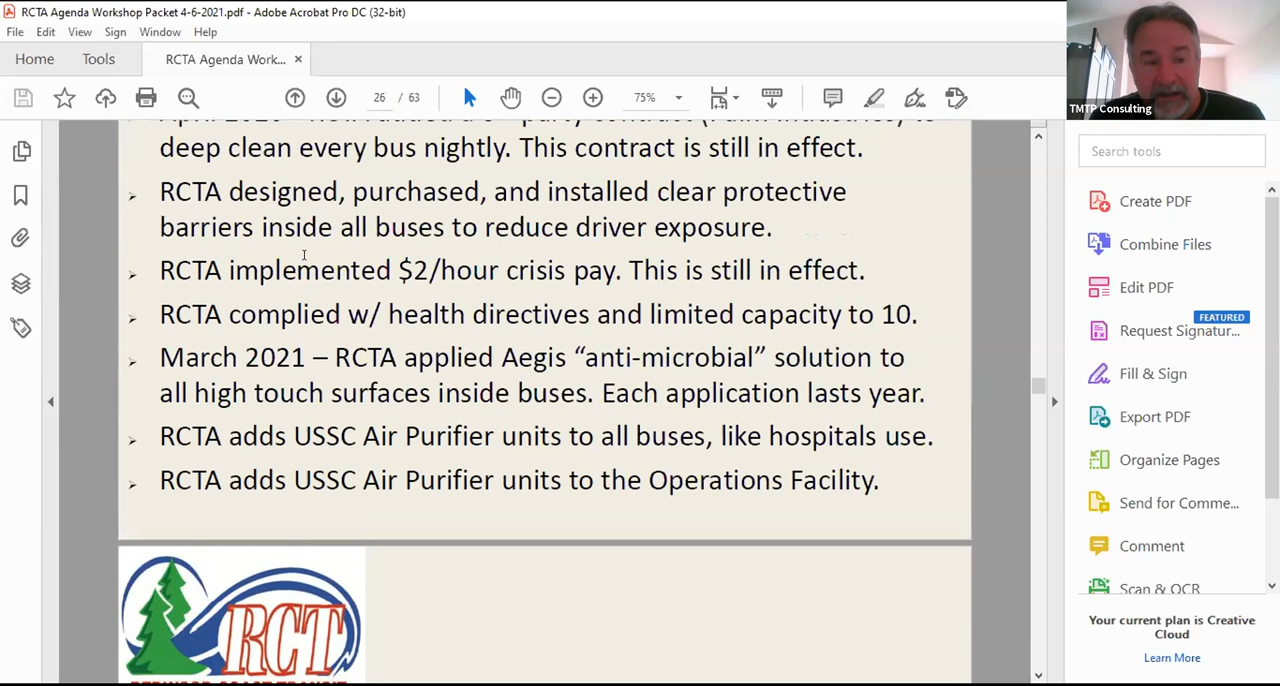 RCTA Agenda Workshop Packet 4-6-2021.pdf - Adobe Acrobat Pro DC (32-bit)
File Edit View Sign Window Help
Home Tools RCTA Agenda Work... ×
26 / 63 75%
TMTP Consulting
deep clean every bus nightly. This contract is still in effect.
RCTA designed, purchased, and installed clear protective
barriers inside all buses to reduce driver exposure.
RCTA implemented $2/hour crisis pay. This is still in effect.
RCTA complied w/ health directives and limited capacity to 10.
March 2021 – RCTA applied Aegis “anti-microbial” solution to
all high touch surfaces inside buses. Each application lasts year.
RCTA adds USSC Air Purifier units to all buses, like hospitals use.
RCTA adds USSC Air Purifier units to the Operations Facility.
RCT
Search tools
Create PDF
Combine Files
Edit PDF
FEATURED
Request Signatur...
Fill & Sign
Export PDF
Organize Pages
Send for Comme...
Comment
Scan & OCR
Your current plan is Creative
Cloud
Learn More